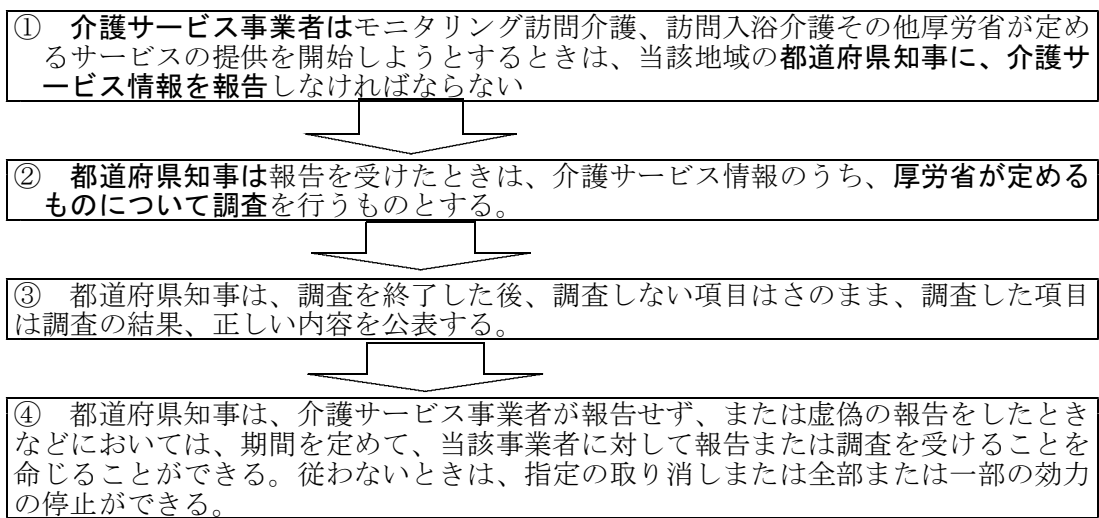 ① 介護サービス事業者はモニタリング訪問介護、訪問入浴介護その他厚労省が定め
るサービスの提供を開始しようとするときは、当該地域の都道府県知事に、介護サ
ービス情報を報告しなければならない
② 都道府県知事は報告を受けたときは、介護サービス情報のうち、厚労省が定める
ものについて調査を行うものとする。
③ 都道府県知事は、調査を終了した後、調査しない項目はさのまま、調査した項目
は調査の結果、正しい内容を公表する。
④ 都道府県知事は、介護サービス事業者が報告せず、または虚偽の報告をしたとき
などにおいては、期間を定めて、当該事業者に対して報告または調査を受けることを
命じることができる。従わないときは、指定の取り消しまたは全部または一部の効力
の停止ができる。